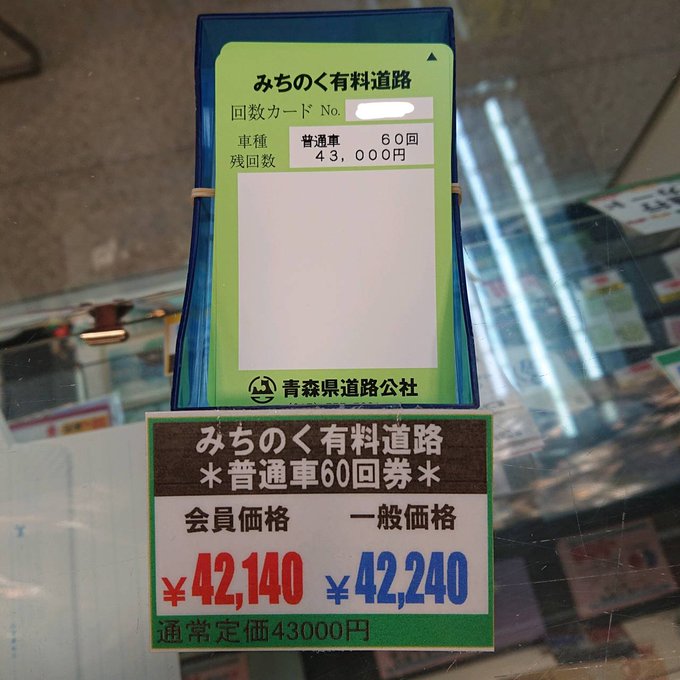 みちのく有料道路
回数カード No.
車種 普通車 60回
残回数 43,000円
青森県道路公社
みちのく有料道路
＊普通車60回券＊
会員価格 一般価格
¥42,140 ¥42,240
通常定価43000円